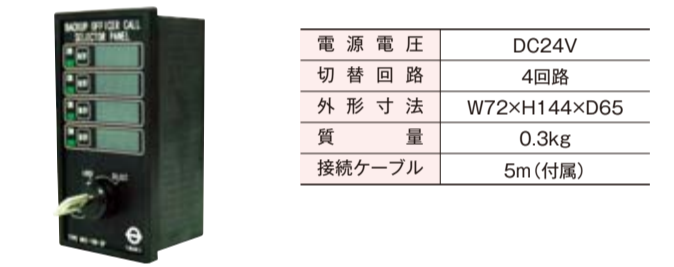 BACKUP OFFICER CALL
SELECTOR PANEL
電源電圧 DC24V
切替回路 4回路
外形寸法 W72×H144×D65
質量 0.3kg
接続ケーブル 5m（付属）